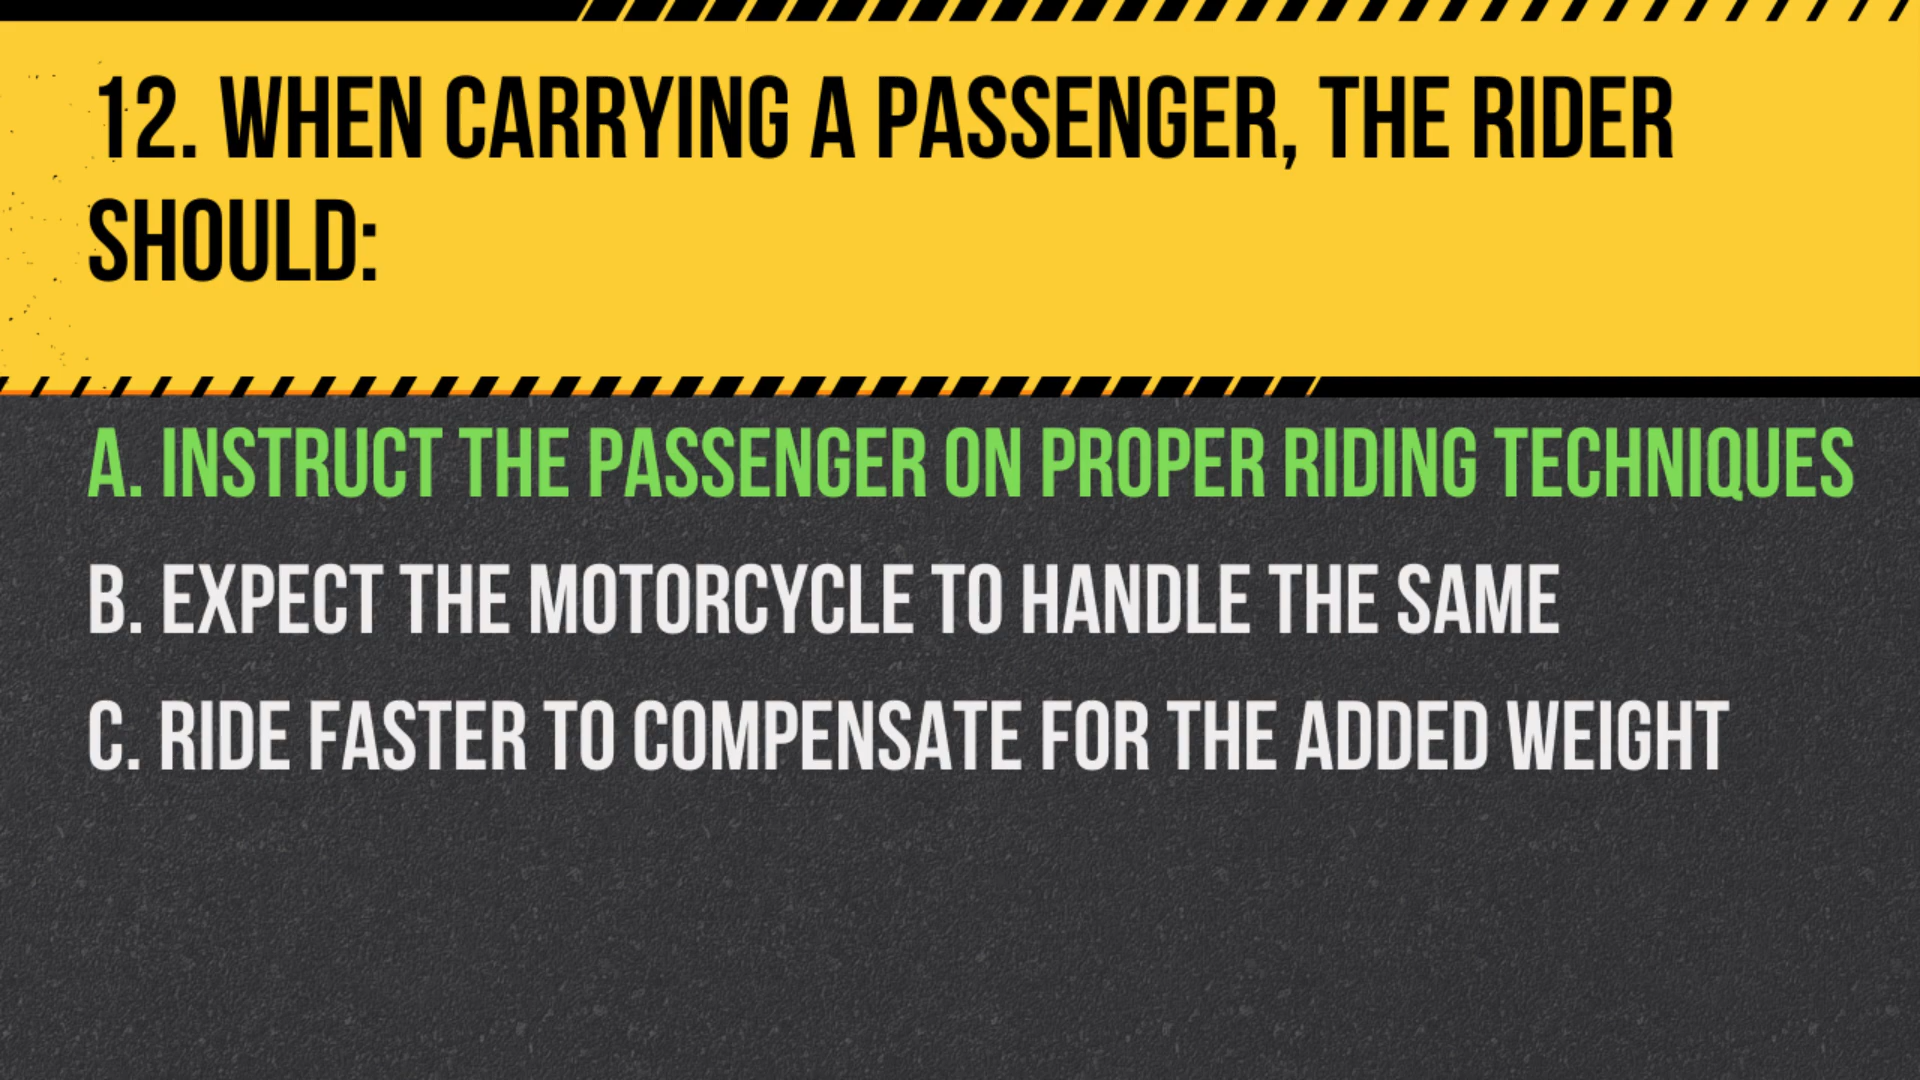 12. WHEN CARRYING A PASSENGER, THE RIDER
SHOULD:
A. INSTRUCT THE PASSENGER ON PROPER RIDING TECHNIQUES
B. EXPECT THE MOTORCYCLE TO HANDLE THE SAME
C. RIDE FASTER TO COMPENSATE FOR THE ADDED WEIGHT